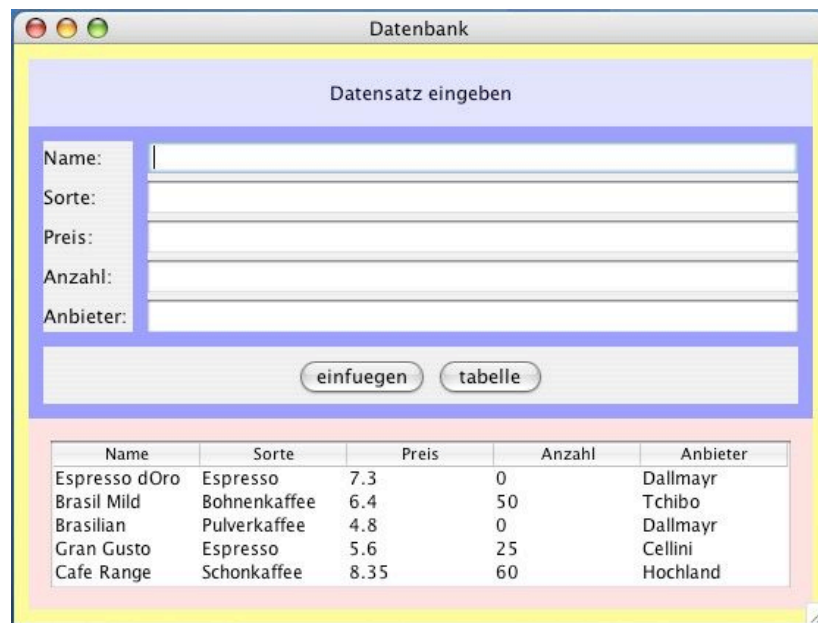 Datenbank
Datensatz eingeben
Name:
Sorte:
Preis:
Anzahl:
Anbieter:
einfuegen tabelle
Name Sorte Preis Anzahl Anbieter
Espresso dOro Espresso 7.3 0 Dallmayr
Brasil Mild Bohnenkaffee 6.4 50 Tchibo
Brasilian Pulverkaffee 4.8 0 Dallmayr
Gran Gusto Espresso 5.6 25 Cellini
Cafe Range Schonkaffee 8.35 60 Hochland